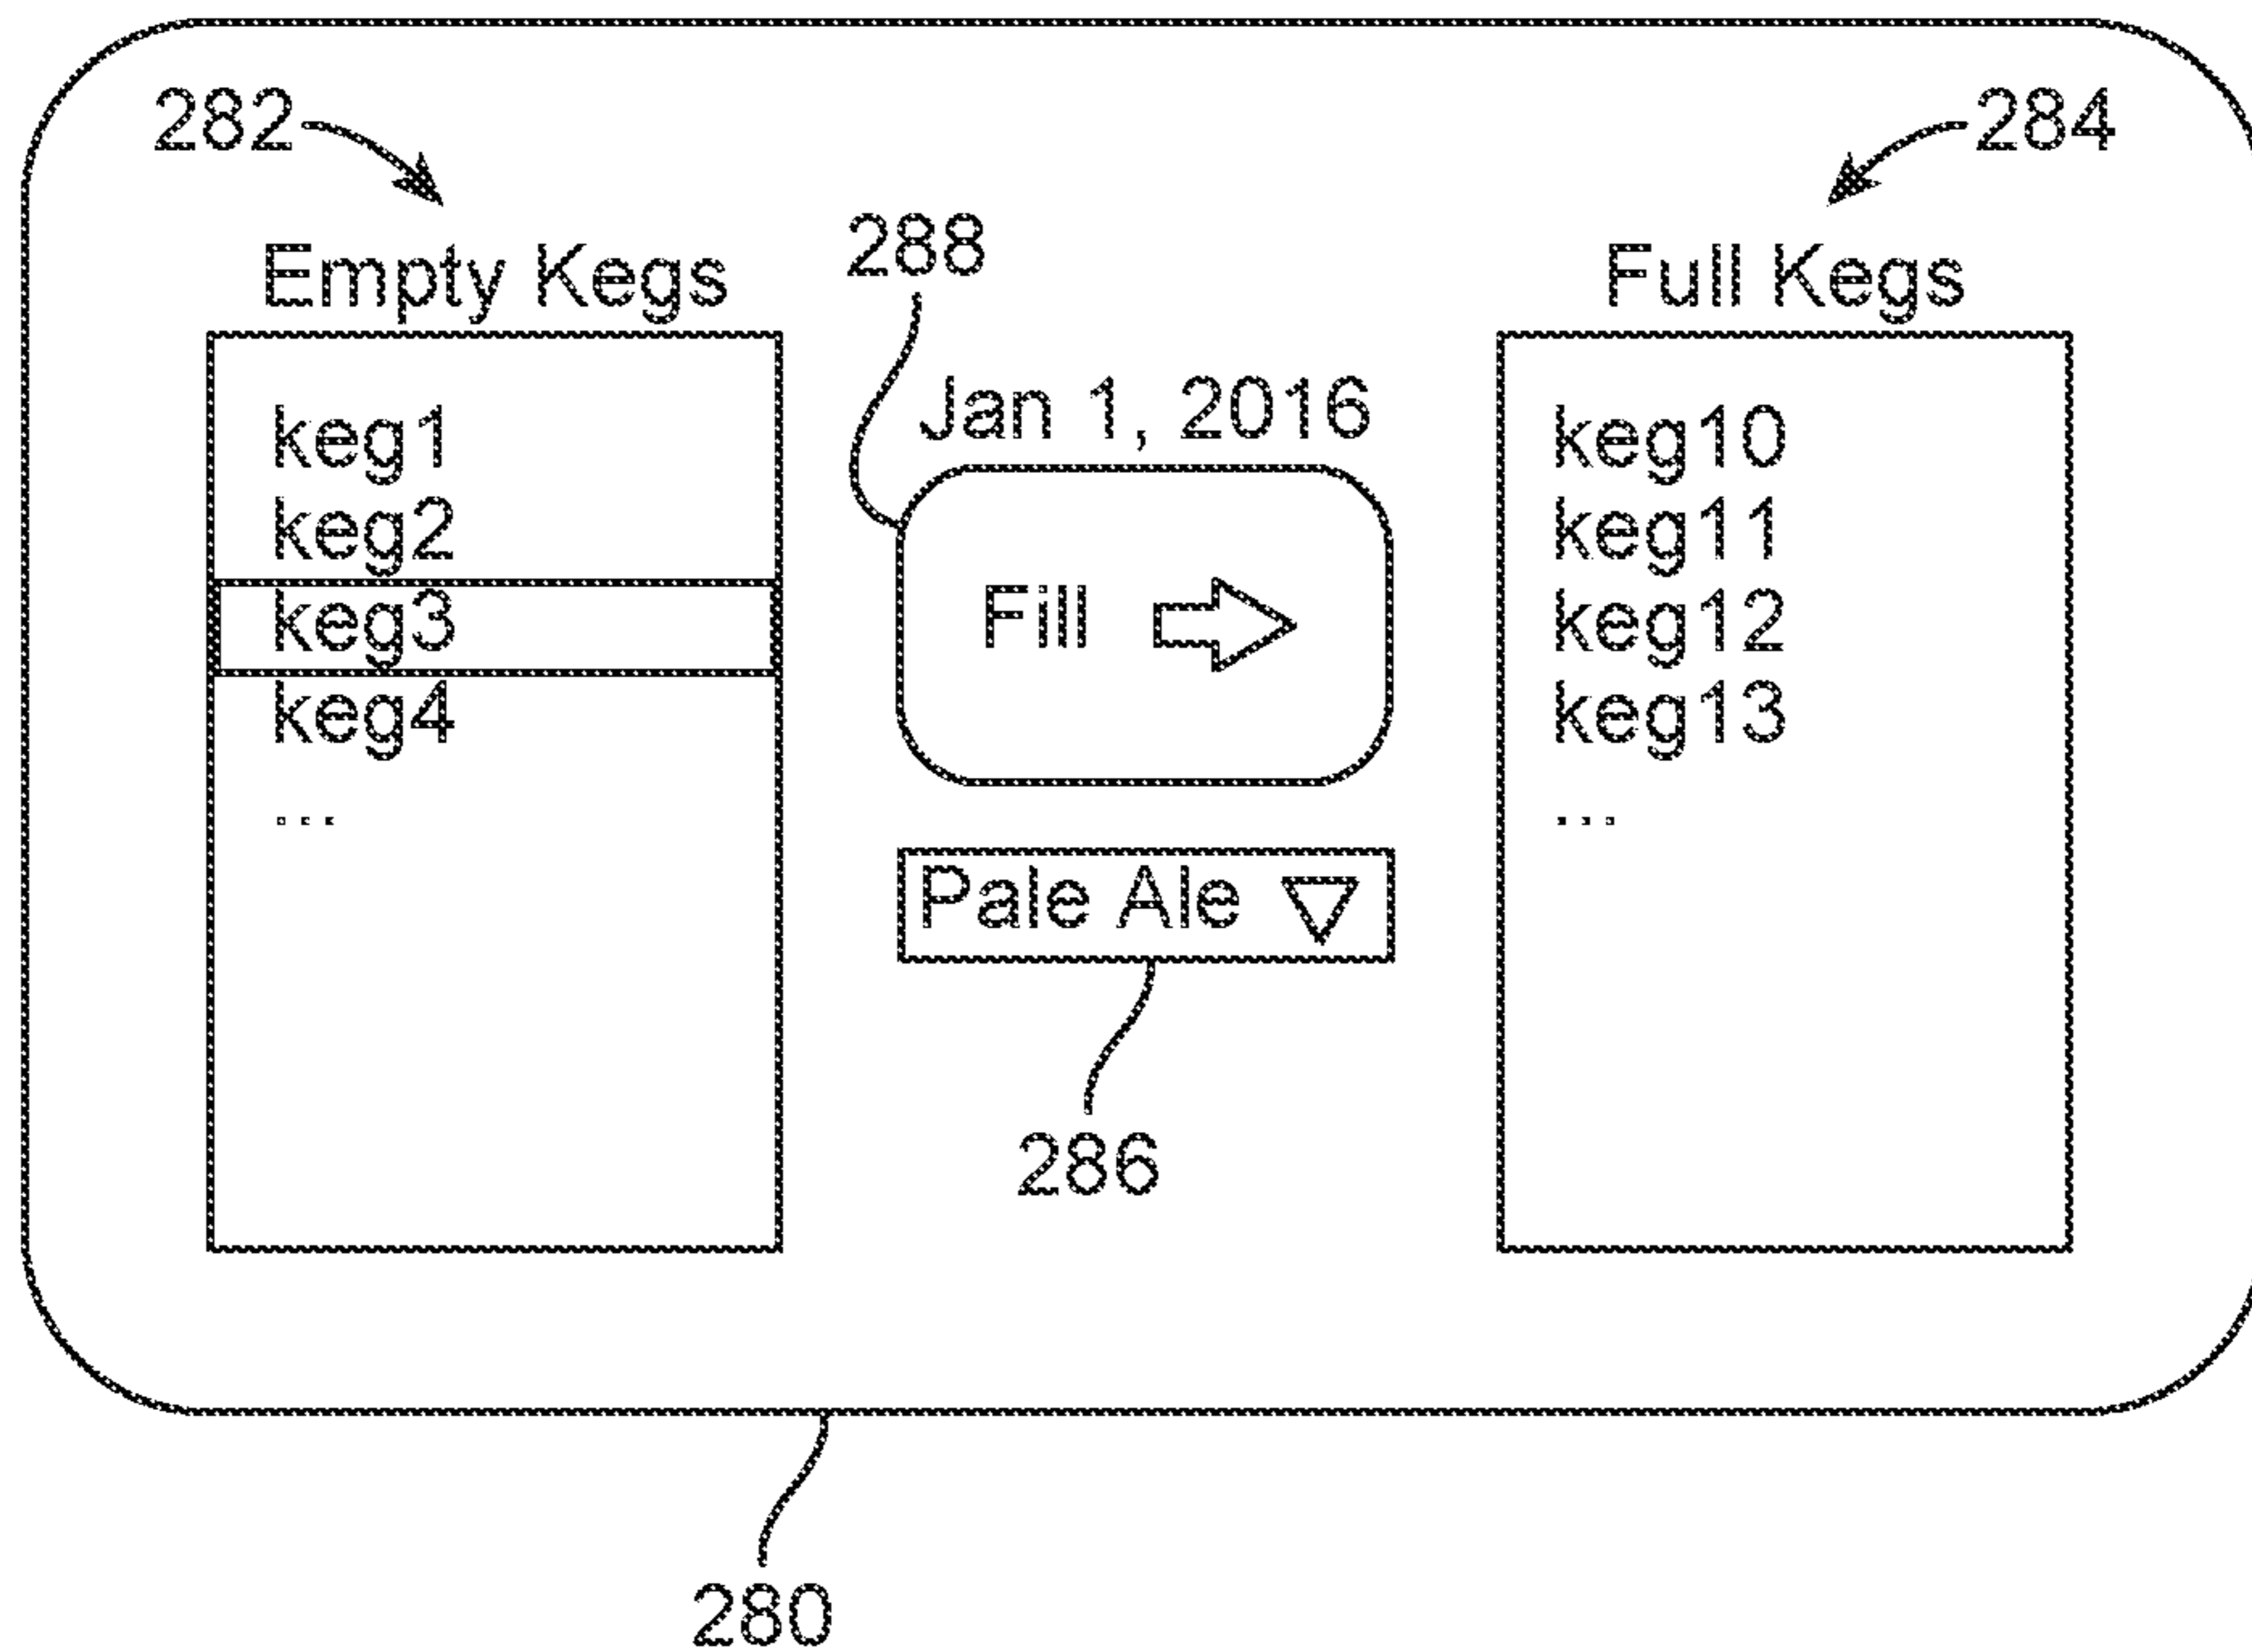 282
284
288
Empty Kegs
Full Kegs
Jan 1, 2016
keg1
keg2
keg3
keg4
...
Fill
Pale Ale
keg10
keg11
keg12
keg13
...
286
280